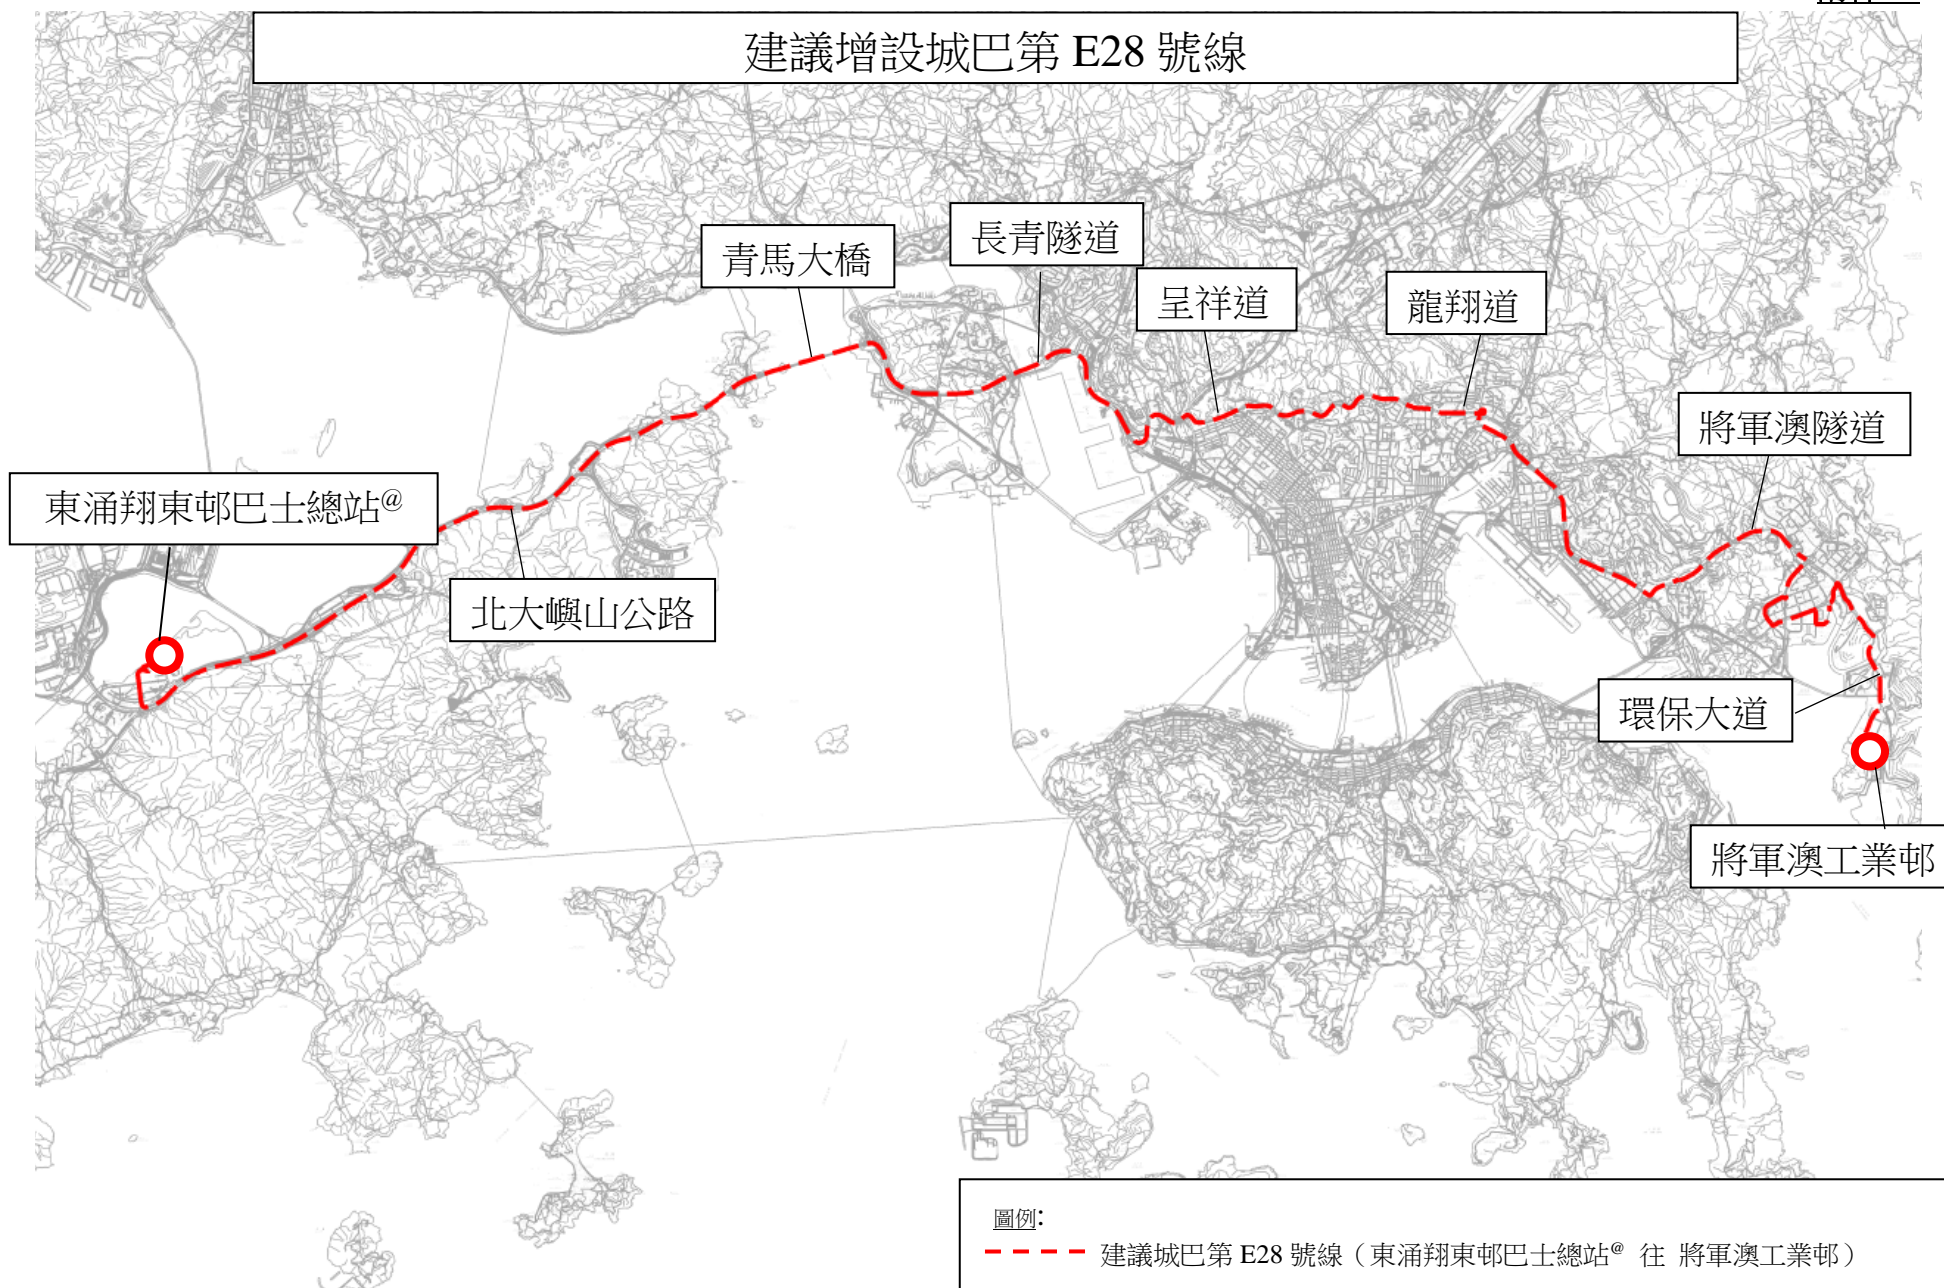 建議增設城巴第 E28 號線
長青隧道
青馬大橋
呈祥道
龍翔道
將軍澳隧道
東涌翔東邨巴士總站@
北大嶼山公路
環保大道
將軍澳工業邨
圖例:
建議城巴第 E28 號線（東涌翔東邨巴士總站@ 往 將軍澳工業邨）